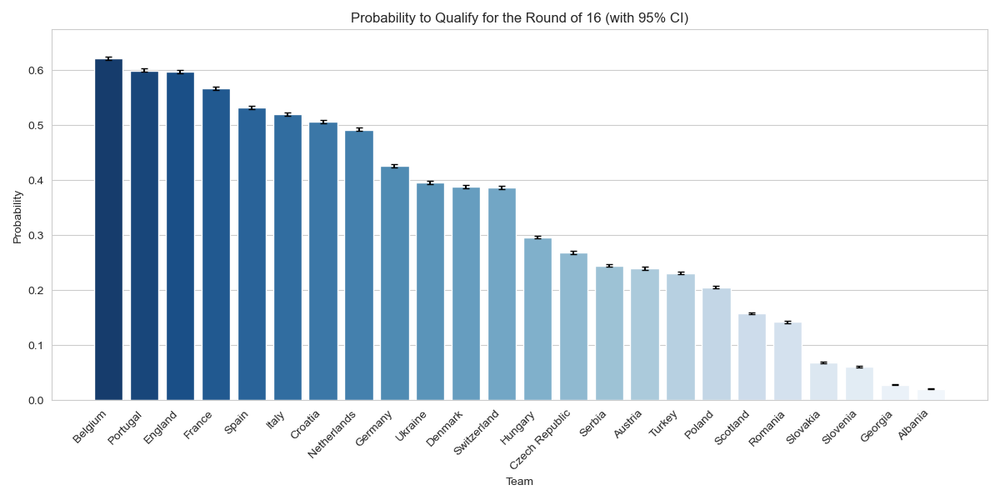 Probability to Qualify for the Round of 16 (with 95% CI)
Probability
0.6
0.5
0.4
0.3
0.2
0.1
0.0
Belgium
Portugal
England
France
Spain
Italy
Croatia
Netherlands
Germany
Ukraine
Denmark
Switzerland
Hungary
Czech Republic
Serbia
Austria
Turkey
Poland
Scotland
Romania
Slovakia
Slovenia
Georgia
Albania
Team